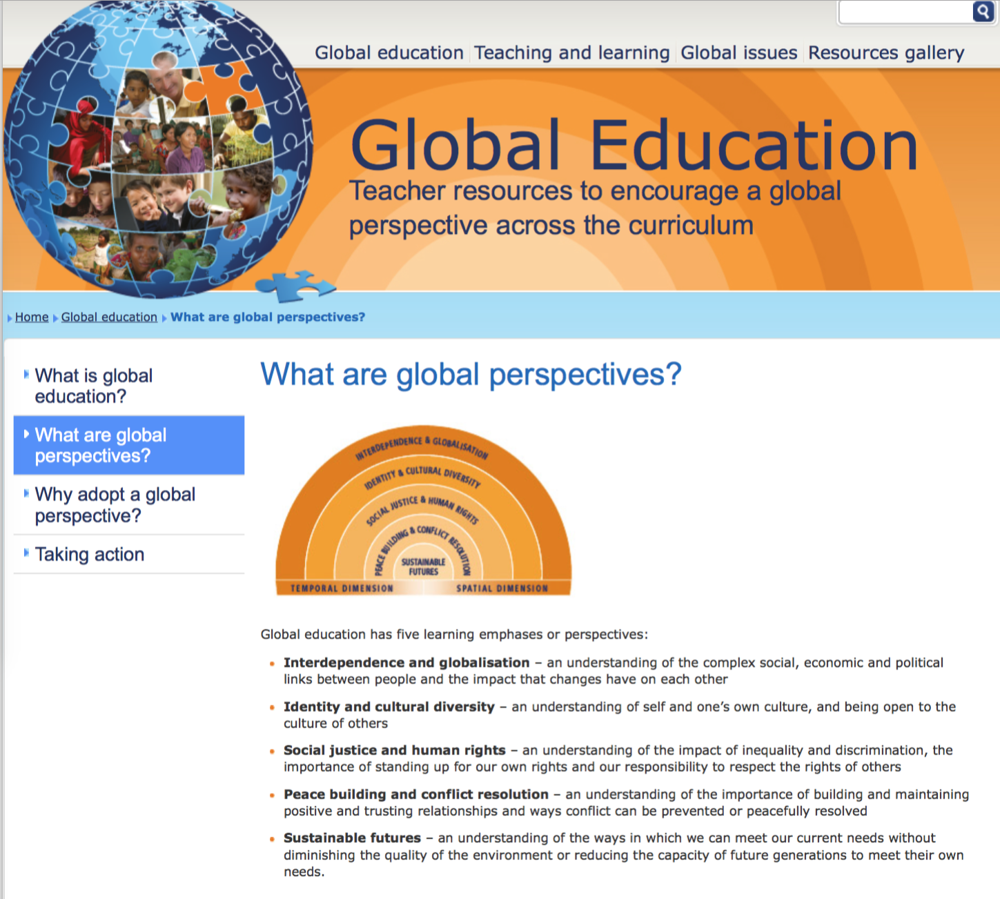 Global education
Teaching and learning
Global issues
Resources gallery
Global Education
Teacher resources to encourage a global
perspective across the curriculum
Home
Global education
What are global perspectives?
What is global
education?
What are global
perspectives?
Why adopt a global
perspective?
Taking action
What are global perspectives?
INTERDEPENDENCE & GLOBALISATION
IDENTITY & CULTURAL DIVERSITY
SOCIAL JUSTICE & HUMAN RIGHTS
PEACE BUILDING & CONFLICT RESOLUTION
SUSTAINABLE
FUTURES
TEMPORAL DIMENSION
SPATIAL DIMENSION
Global education has five learning emphases or perspectives:
• Interdependence and globalisation – an understanding of the complex social, economic and political
links between people and the impact that changes have on each other
• Identity and cultural diversity – an understanding of self and one’s own culture, and being open to the
culture of others
• Social justice and human rights – an understanding of the impact of inequality and discrimination, the
importance of standing up for our own rights and our responsibility to respect the rights of others
• Peace building and conflict resolution – an understanding of the importance of building and maintaining
positive and trusting relationships and ways conflict can be prevented or peacefully resolved
• Sustainable futures – an understanding of the ways in which we can meet our current needs without
diminishing the quality of the environment or reducing the capacity of future generations to meet their own
needs.